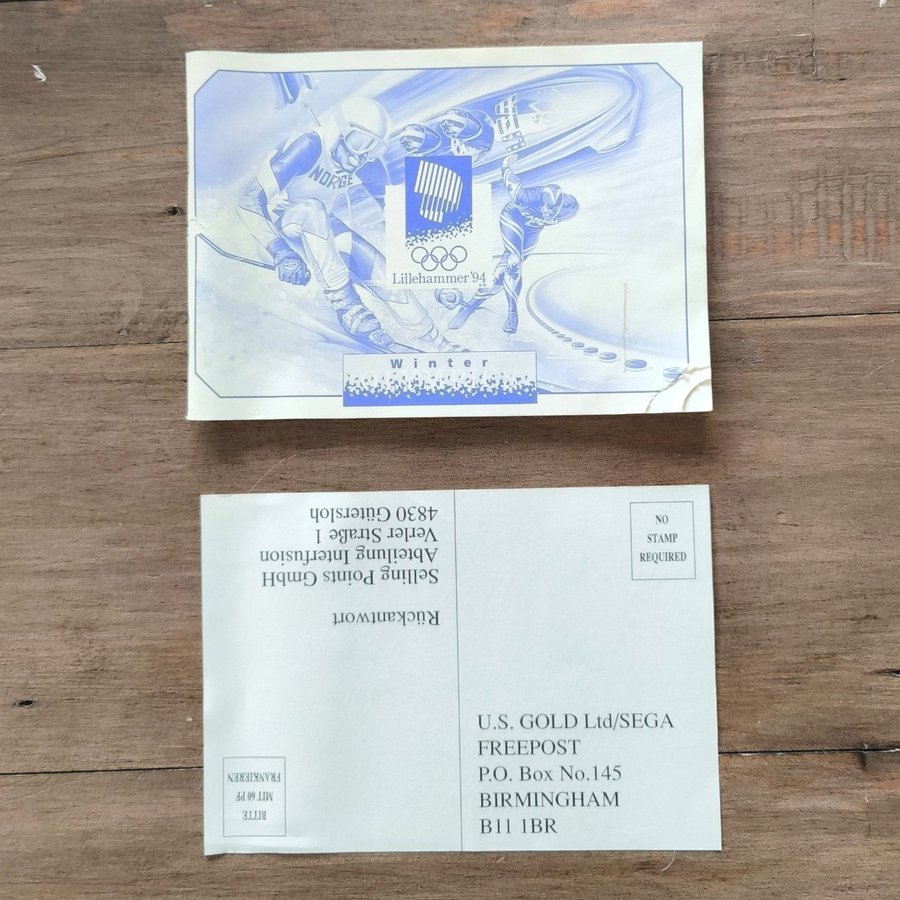 NORGE
Lillehammer '94
Winter
4830 Gütersloh
Verler Straße 1
Abteilung Interfusion
Selling Points GmbH
Rückantwort
BITTE
MIT 60 PF.
FRANKIEREN
NO
STAMP
REQUIRED
U.S. GOLD Ltd/SEGA
FREEPOST
P.O. Box No.145
BIRMINGHAM
B11 1BR